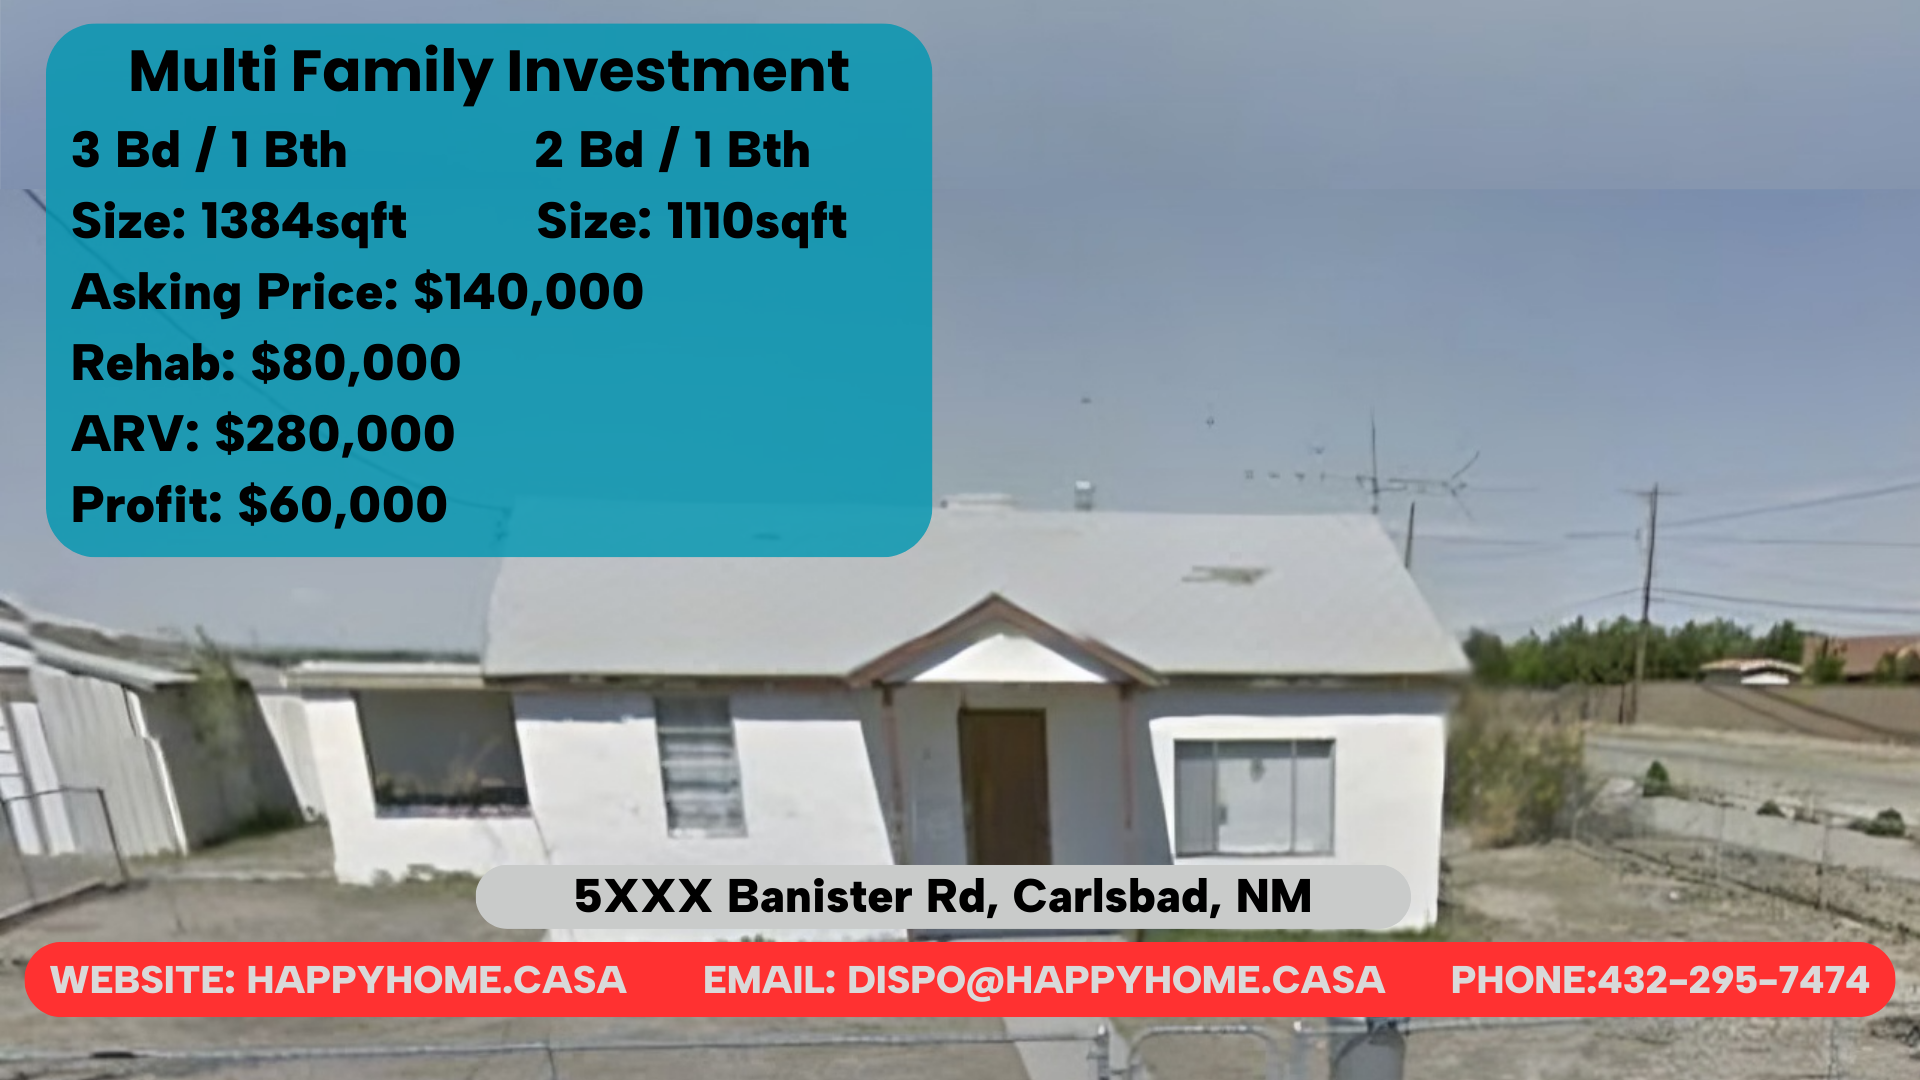 Multi Family Investment
3 Bd / 1 Bth 2 Bd / 1 Bth
Size: 1384sqft Size: 1110sqft
Asking Price: $140,000
Rehab: $80,000
ARV: $280,000
Profit: $60,000
5XXX Banister Rd, Carlsbad, NM
WEBSITE: HAPPYHOME.CASA EMAIL: DISPO@HAPPYHOME.CASA PHONE:432-295-7474